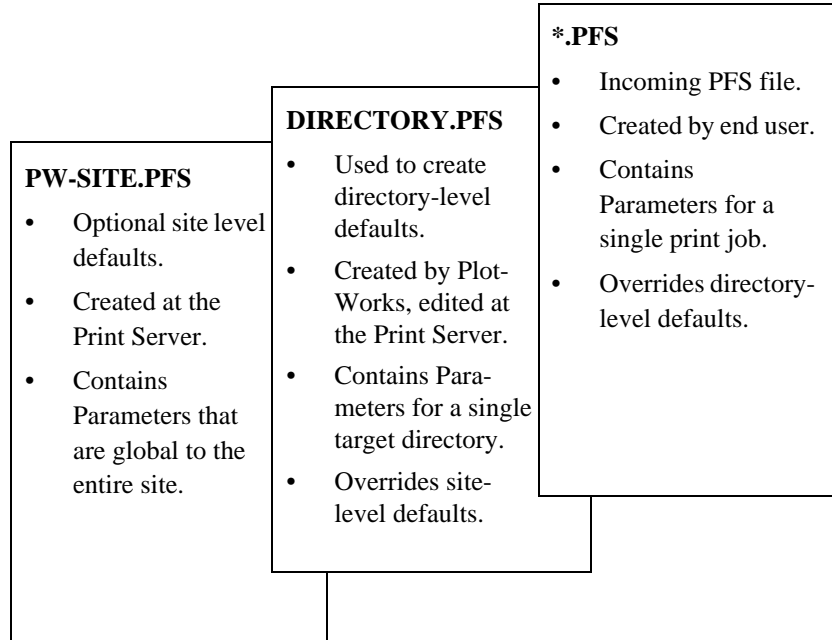 PW-SITE.PFS
• Optional site level
defaults.
• Created at the
Print Server.
• Contains
Parameters that
are global to the
entire site.
DIRECTORY.PFS
• Used to create
directory-level
defaults.
• Created by Plot-
Works, edited at
the Print Server.
• Contains Para-
meters for a single
target directory.
• Overrides site-
level defaults.
*.PFS
• Incoming PFS file.
• Created by end user.
• Contains
Parameters for a
single print job.
• Overrides directory-
level defaults.